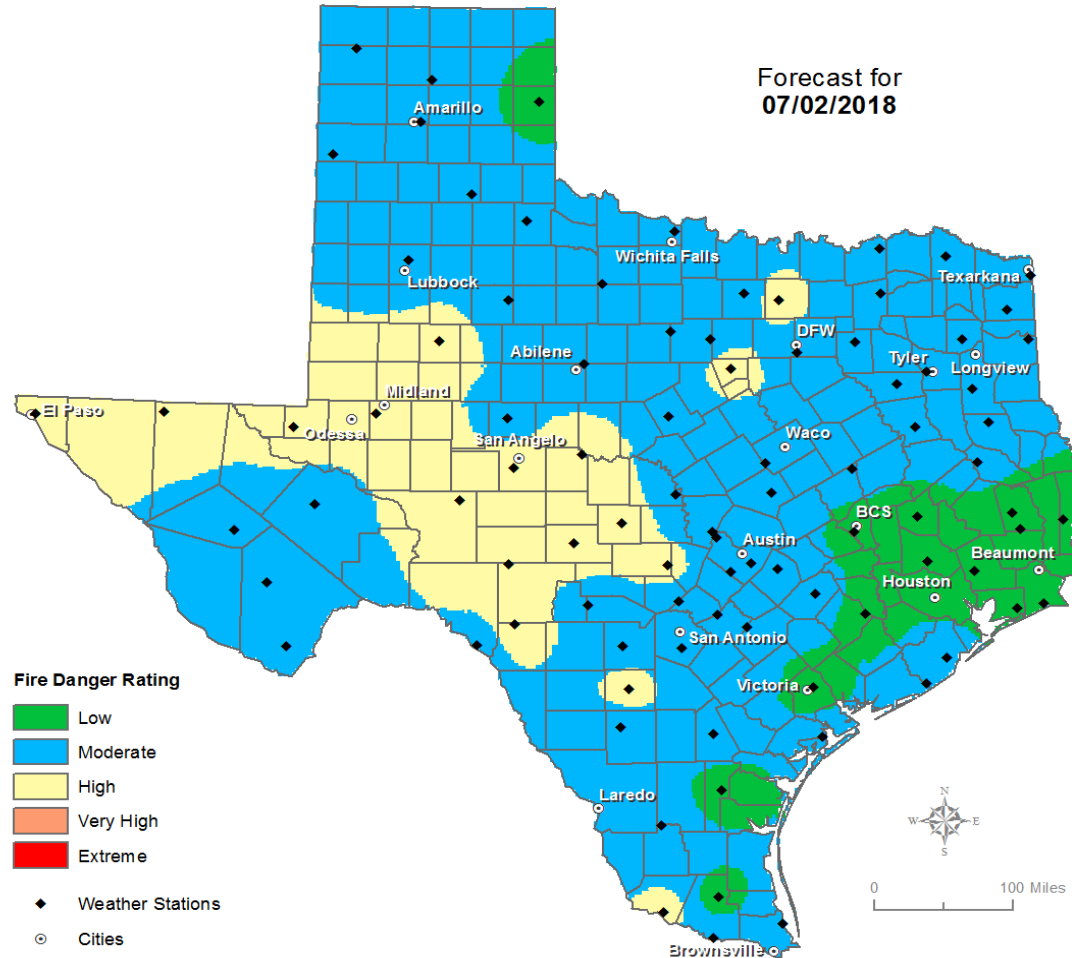 Forecast for
07/02/2018
Amarillo
Wichita Falls
Lubbock
Texarkana
DFW
Abilene
Tyler
Longview
Midland
El Paso
Odessa
San Angelo
Waco
BCS
Austin
Beaumont
Houston
San Antonio
Victoria
Laredo
Brownsville
Fire Danger Rating
Low
Moderate
High
Very High
Extreme
Weather Stations
Cities
N
W E
S
0 100 Miles